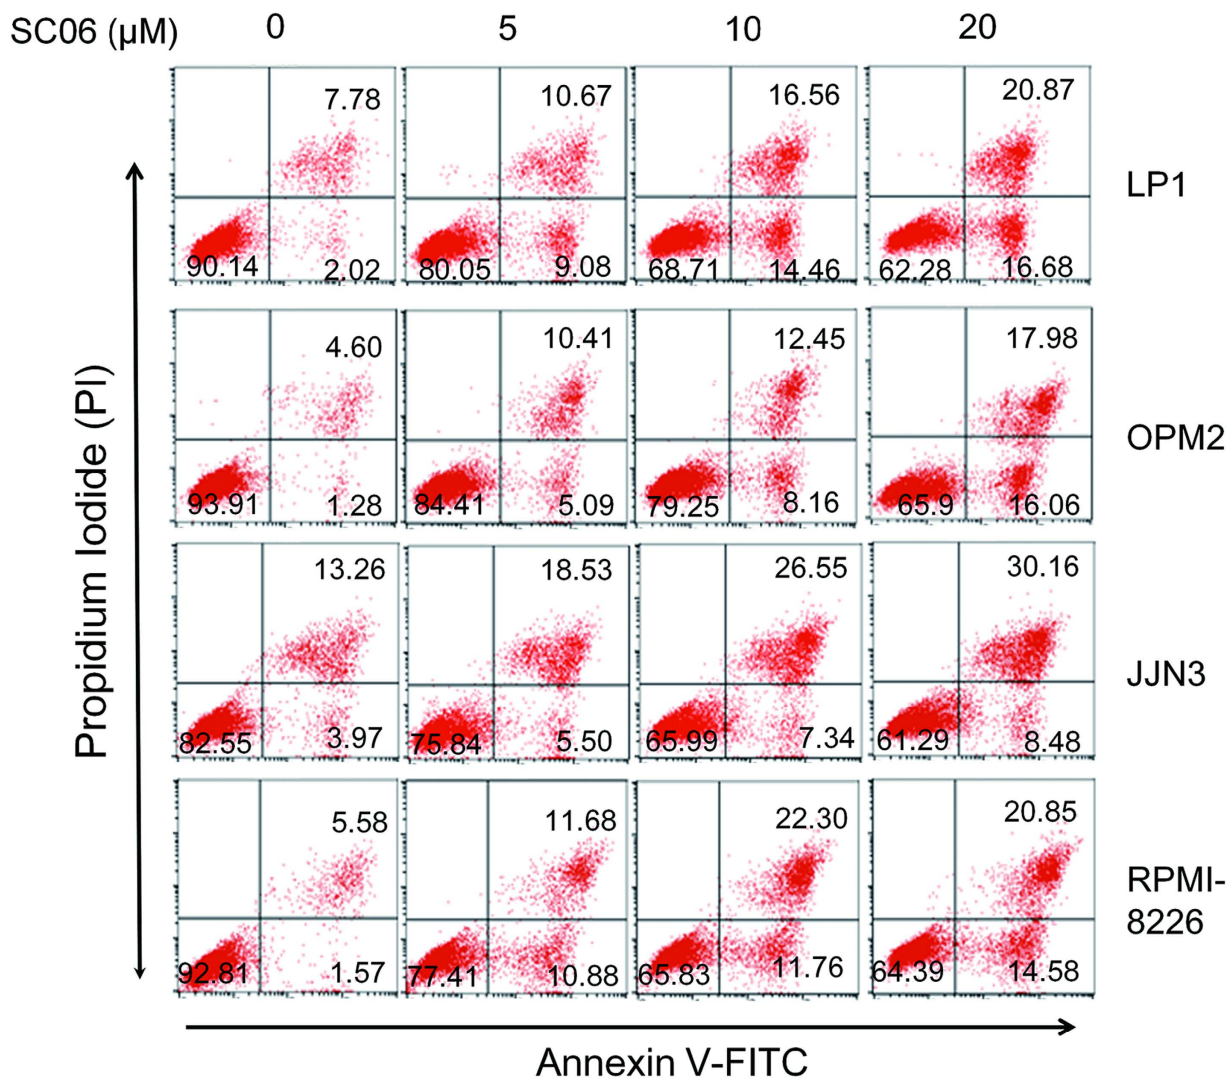 SC06 (μM) 0 5 10 20
7.78 10.67 16.56 20.87
LP1
90.14 2.02 80.05 9.08 68.71 14.46 62.28 16.68
4.60 10.41 12.45 17.98
OPM2
93.91 1.28 84.41 5.09 79.25 8.16 65.9 16.06
13.26 18.53 26.55 30.16
JJN3
82.55 3.97 75.84 5.50 65.99 7.34 61.29 8.48
5.58 11.68 22.30 20.85
RPMI-
8226
92.81 1.57 77.41 10.88 65.83 11.76 64.39 14.58
Propidium Iodide (PI)
Annexin V-FITC